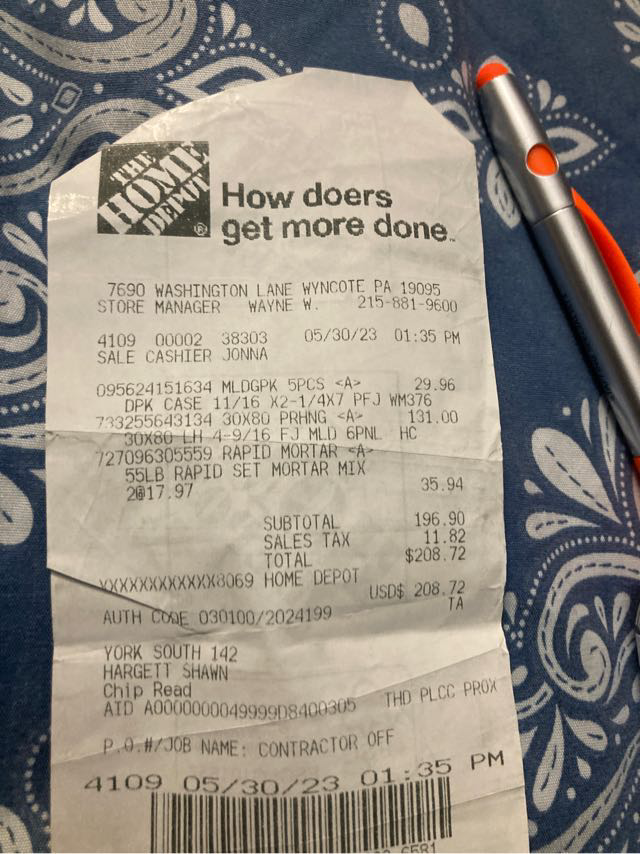 THE
HOME
DEPOT
How doers
get more done.
7690 WASHINGTON LANE WYNCOTE PA 19095
STORE MANAGER WAYNE W. 215-881-9600
4109 00002 38303 05/30/23 01:35 PM
SALE CASHIER JONNA
095624151634 MLDGPK 5PCS <A> 29.96
DPK CASE 11/16 X2-1/4X7 PFJ WM376
733255643134 30X80 PRHNG <A> 131.00
30X80 LH 4-9/16 FJ MLD 6PNL HC
727096305559 RAPID MORTAR <A>
55LB RAPID SET MORTAR MIX
2@17.97 35.94
SUBTOTAL 196.90
SALES TAX 11.82
TOTAL $208.72
XXXXXXXXXXXX8069 HOME DEPOT
USD$ 208.72
TA
AUTH CODE 030100/2024199
YORK SOUTH 142
HARGETT SHAWN
Chip Read
AID A0000000049999D8400305 THD PLCC PROX
P.O.#/JOB NAME: CONTRACTOR OFF
4109 05/30/23 01:35 PM